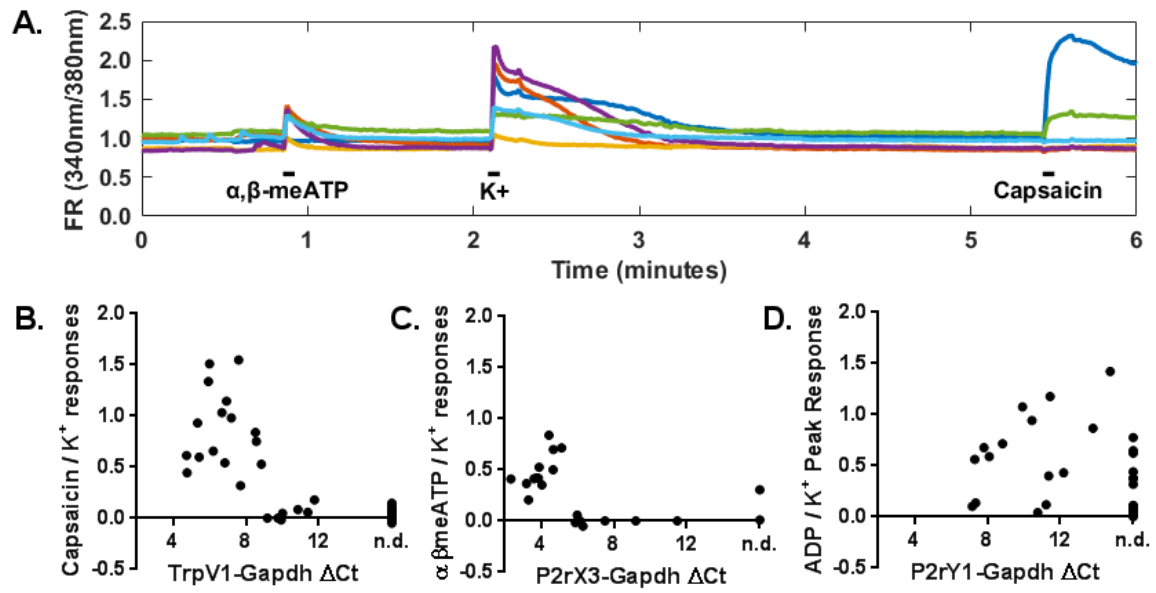 A.
FR (340nm/380nm)
2.5
2.0
1.5
1.0
0.5
0.0
α,β-meATP
K+
Capsaicin
0 1 2 3 4 5 6
Time (minutes)
B.
Capsaicin / K⁺ responses
2.0
1.5
1.0
0.5
0.0
-0.5
4 8 12 n.d.
TrpV1-Gapdh ΔCt
C.
α βmeATP / K⁺ responses
2.0
1.5
1.0
0.5
0.0
-0.5
4 8 12 n.d.
P2rX3-Gapdh ΔCt
D.
ADP / K⁺ Peak Response
2.0
1.5
1.0
0.5
0.0
-0.5
4 8 12 n.d.
P2rY1-Gapdh ΔCt